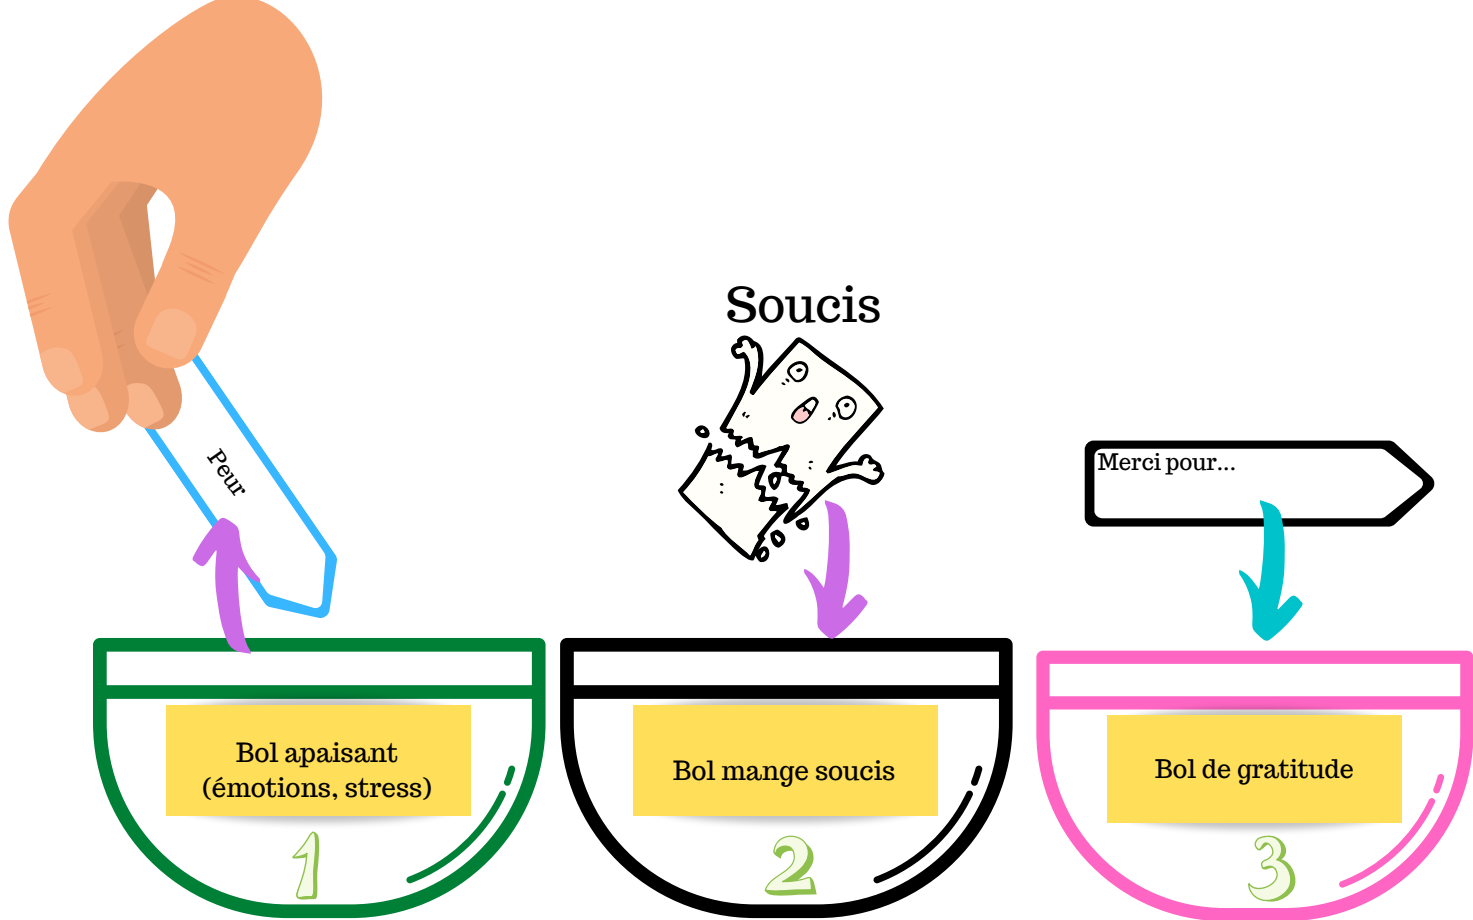 Peur
Soucis
Merci pour...
Bol apaisant
(émotions, stress)
1
Bol mange soucis
2
Bol de gratitude
3